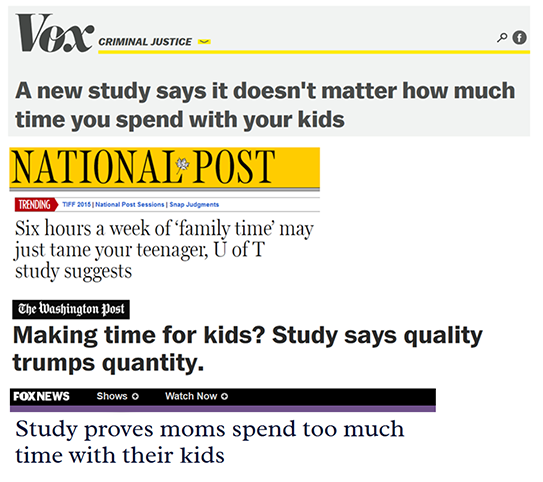 Vox CRIMINAL JUSTICE
A new study says it doesn't matter how much
time you spend with your kids
NATIONAL POST
TRENDING TIFF 2015 | National Post Sessions | Snap Judgments
Six hours a week of ‘family time’ may
just tame your teenager, U of T
study suggests
The Washington Post
Making time for kids? Study says quality
trumps quantity.
FOX NEWS Shows Watch Now
Study proves moms spend too much
time with their kids